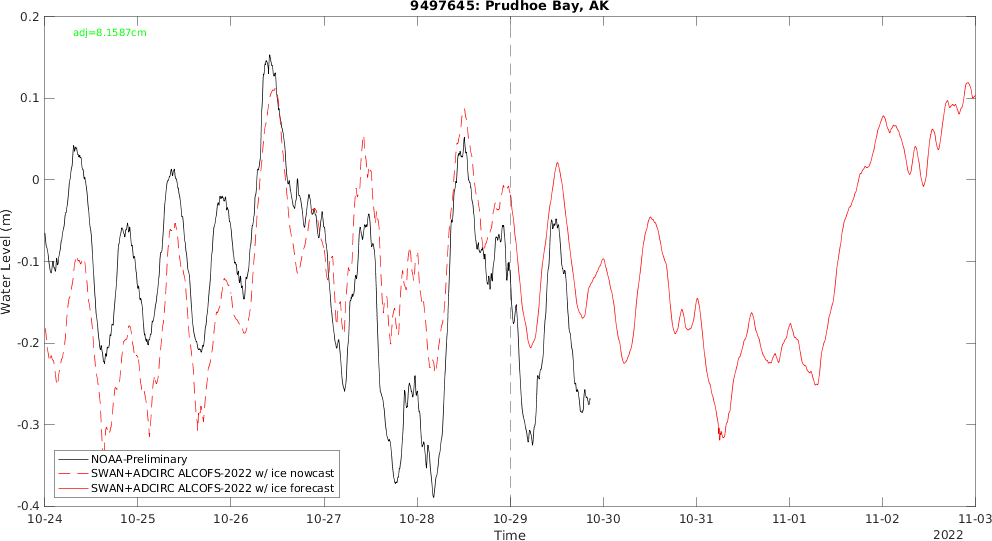 9497645: Prudhoe Bay, AK
adj=8.1587cm
0.2
0.1
0
-0.1
-0.2
-0.3
-0.4
Water Level (m)
NOAA-Preliminary
SWAN+ADCIRC ALCOFS-2022 w/ ice nowcast
SWAN+ADCIRC ALCOFS-2022 w/ ice forecast
10-24 10-25 10-26 10-27 10-28 10-29 10-30 10-31 11-01 11-02 11-03
Time
2022